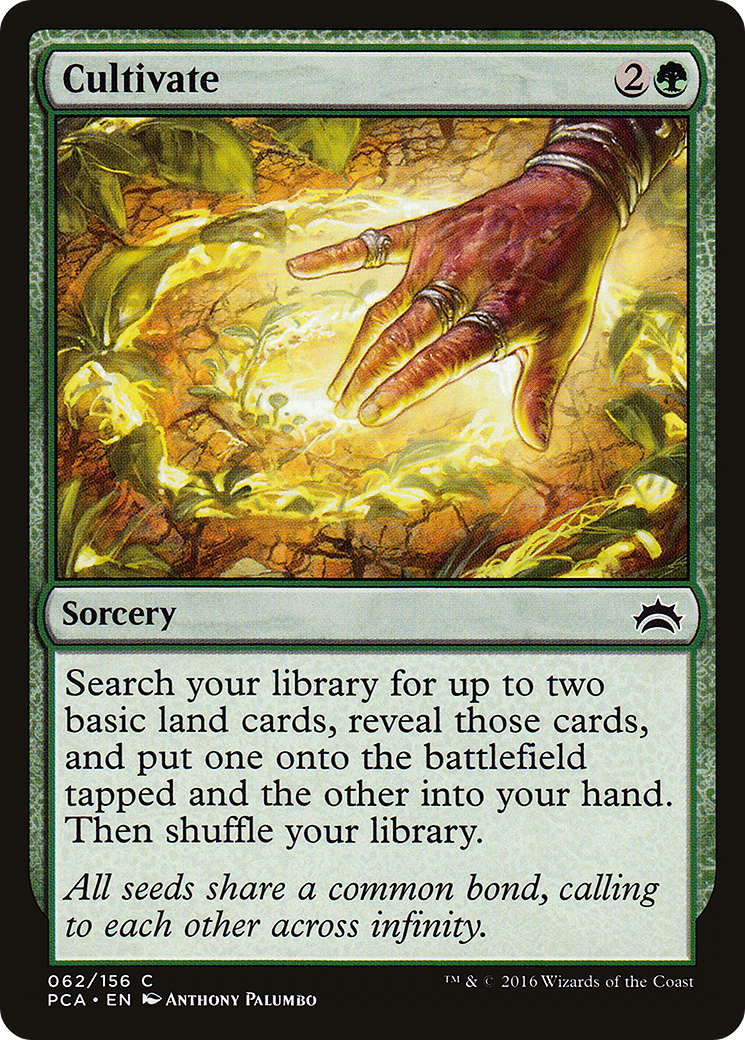 Cultivate 2
Sorcery
Search your library for up to two
basic land cards, reveal those cards,
and put one onto the battlefield
tapped and the other into your hand.
Then shuffle your library.
All seeds share a common bond, calling
to each other across infinity.
062/156 C
PCA • EN Anthony Palumbo
™ & © 2016 Wizards of the Coast